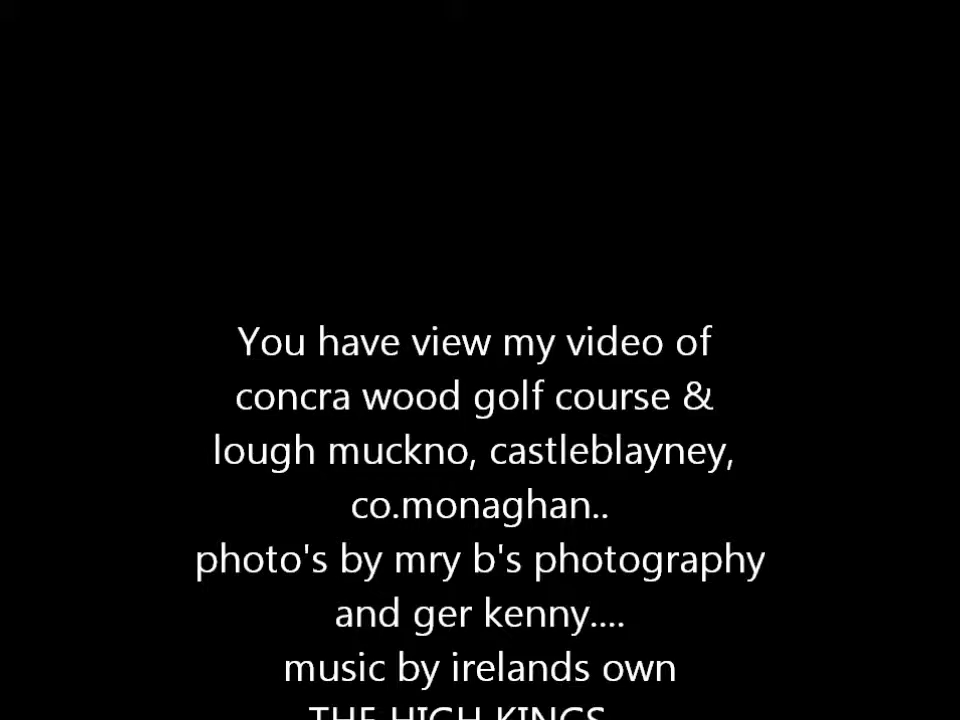 You have view my video of
concra wood golf course &
lough muckno, castleblayney,
co.monaghan..
photo's by mry b's photography
and ger kenny....
music by irelands own
THE HIGH KINGS